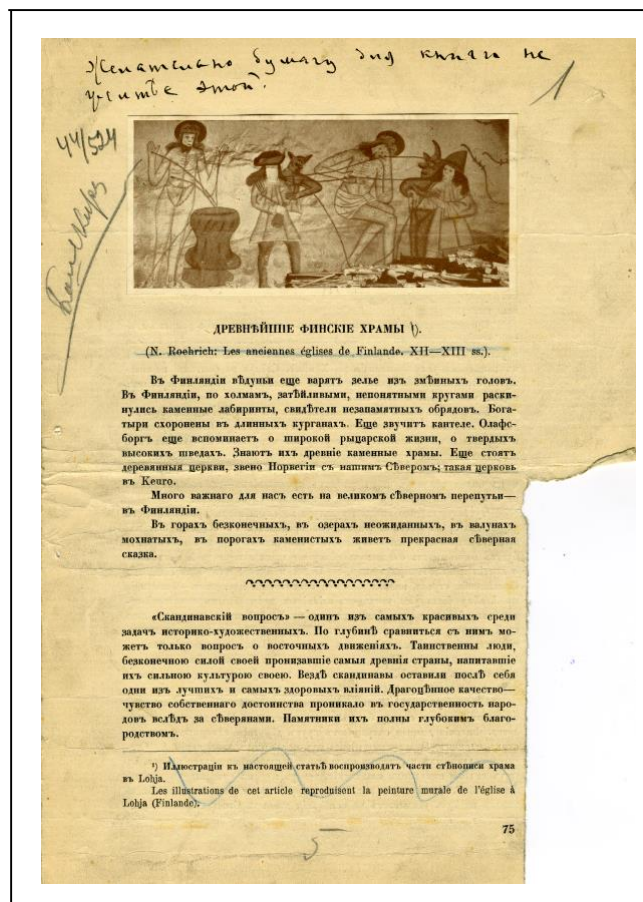 Желательно бумагу для книги не
этой.
1
44/524
ДРЕВНѢЙШІЕ ФИНСКІЕ ХРАМЫ ¹).
(N. Roehrich: Les anciennes églises de Finlande. XII—XIII ss.).
Въ Финляндіи вѣдуньи еще варятъ зелье изъ змѣиныхъ головъ.
Въ Финляндіи, по холмамъ, затѣйливыми, непонятными кругами раски-
нулись каменные лабиринты, свидѣтели незапамятныхъ обрядовъ. Бога-
тыри схоронены въ длинныхъ курганахъ. Еще звучитъ кантеле. Олафс-
боргъ еще вспоминаетъ о широкой рыцарской жизни, о твердыхъ
высокихъ шведахъ. Знаютъ ихъ древніе каменные храмы. Еще стоятъ
деревянныя церкви, звено Норвегіи съ нашимъ Сѣверомъ; такая церковь
въ Keuro.
Много важнаго для насъ есть на великомъ сѣверномъ перепутьи—
въ Финляндіи.
Въ горахъ безконечныхъ, въ озерахъ неожиданныхъ, въ валунахъ
мохнатыхъ, въ порогахъ каменистыхъ живетъ прекрасная сѣверная
сказка.
«Скандинавскій вопросъ» — одинъ изъ самыхъ красивыхъ среди
задачъ историко-художественныхъ. По глубинѣ сравниться съ нимъ мо-
жетъ только вопросъ о восточныхъ движеніяхъ. Таинственны люди,
безконечною силой своей пронизавшіе самыя древнія страны, напитавшіе
ихъ сильною культурою своею. Вездѣ скандинавы оставили послѣ себя
одни изъ лучшихъ и самыхъ здоровыхъ вліяній. Драгоцѣнное качество—
чувство собственнаго достоинства проникало въ государственность наро-
довъ вслѣдъ за сѣверянами. Памятники ихъ полны глубокимъ благо-
родствомъ.
¹) Иллюстраціи къ настоящей статьѣ воспроизводятъ части стѣнописи храма
въ Lohja.
Les illustrations de cet article reproduisent la peinture murale de l'église à
Lohja (Finlande).
75
5